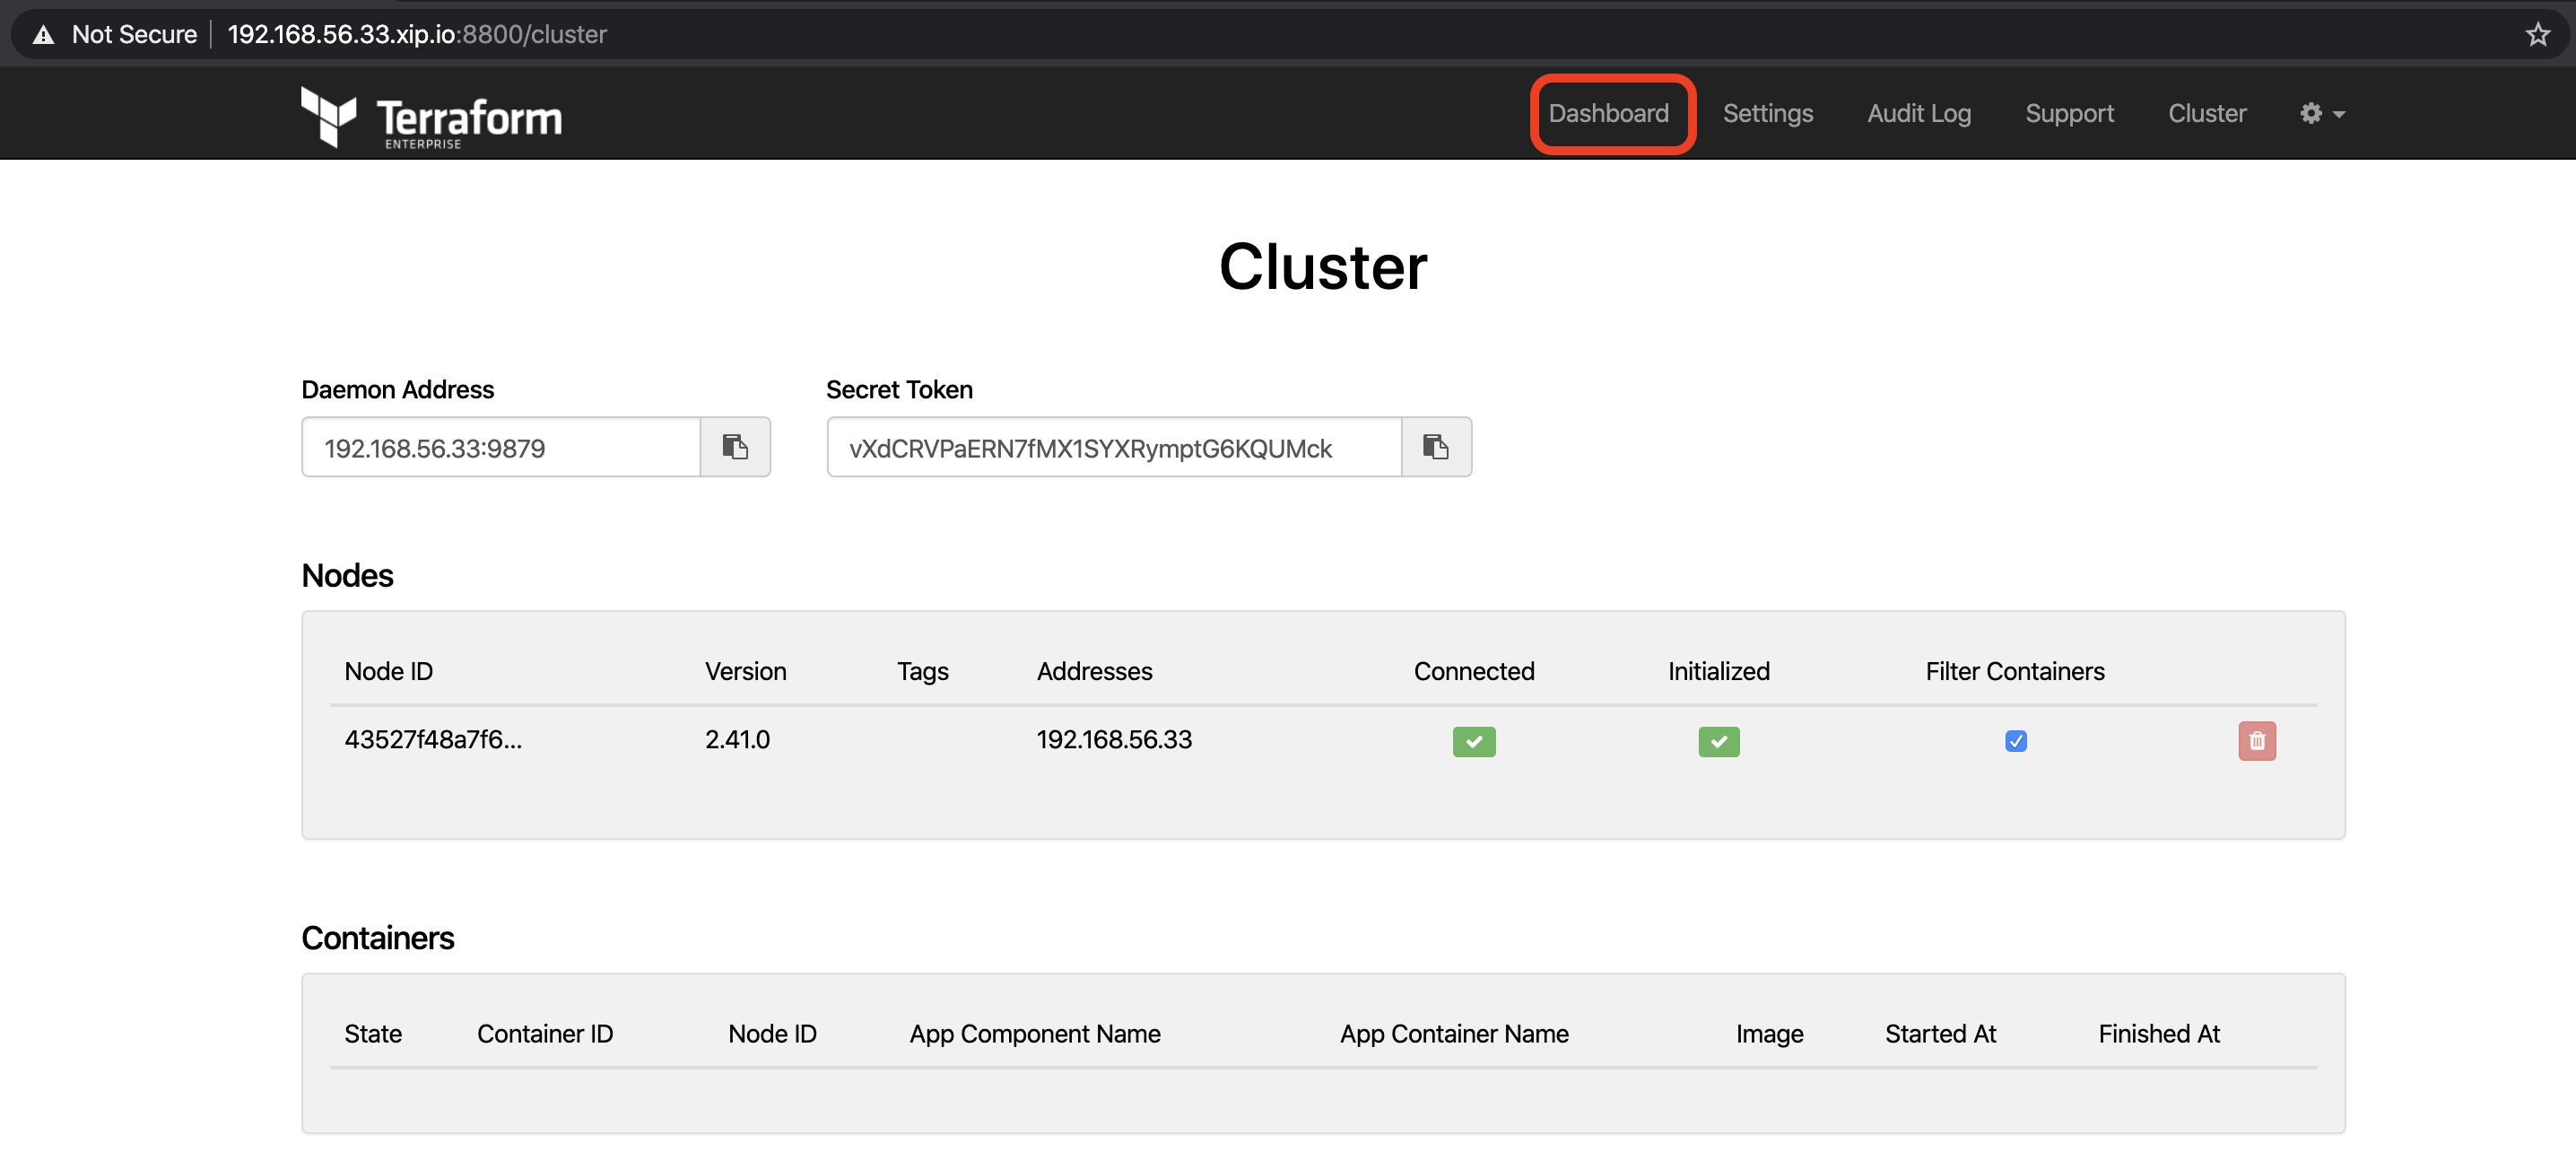 Not Secure | 192.168.56.33.xip.io:8800/cluster
Terraform
ENTERPRISE
Dashboard Settings Audit Log Support Cluster
Cluster
Daemon Address Secret Token
192.168.56.33:9879 vXdCRVPaERN7fMX1SYXRymptG6KQUMck
Nodes
Node ID Version Tags Addresses Connected Initialized Filter Containers
43527f48a7f6... 2.41.0 192.168.56.33
Containers
State Container ID Node ID App Component Name App Container Name Image Started At Finished At